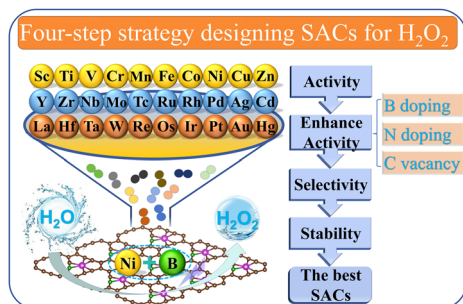 Four-step strategy designing SACs for H₂O₂
Sc Ti V Cr Mn Fe Co Ni Cu Zn
Y Zr Nb Mo Tc Ru Rh Pd Ag Cd
La Hf Ta W Re Os Ir Pt Au Hg
H₂O
H₂O₂
Ni + B
Activity
Enhance
Activity
Selectivity
Stability
The best
SACs
B doping
N doping
C vacancy